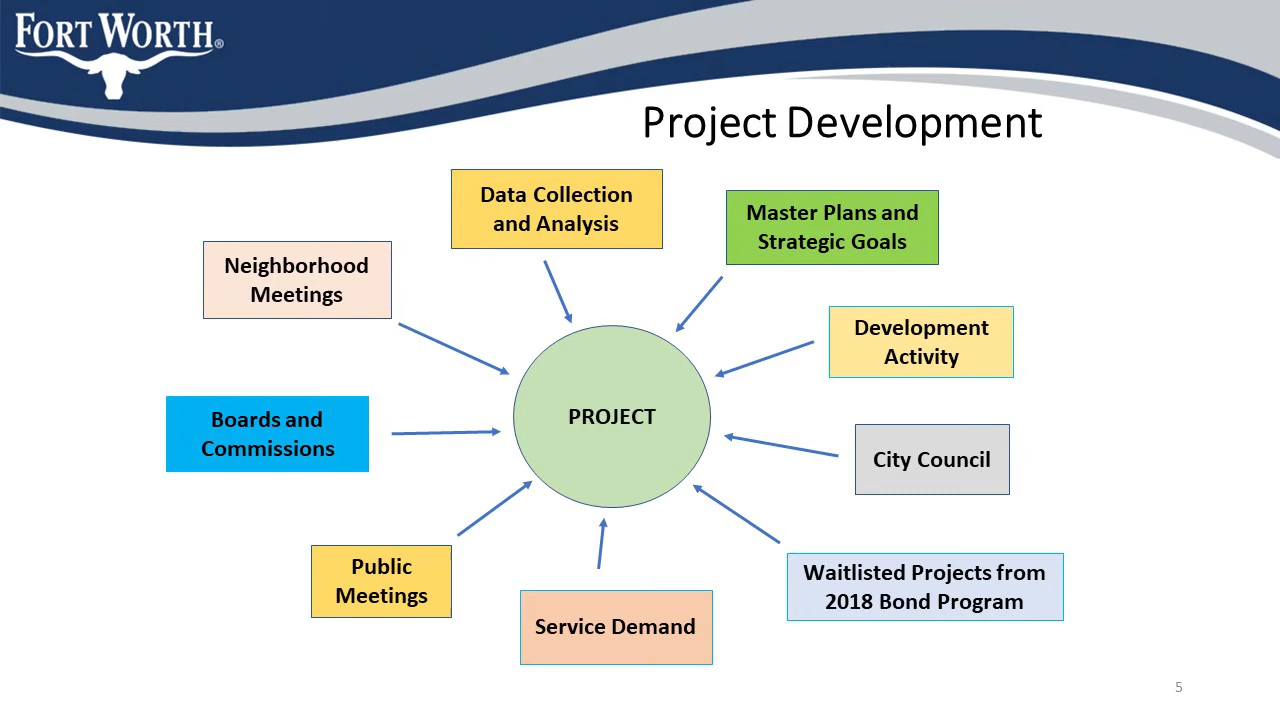 FORT WORTH®
Project Development
Data Collection
and Analysis
Master Plans and
Strategic Goals
Neighborhood
Meetings
Development
Activity
PROJECT
Boards and
Commissions
City Council
Public
Meetings
Waitlisted Projects from
2018 Bond Program
Service Demand
5